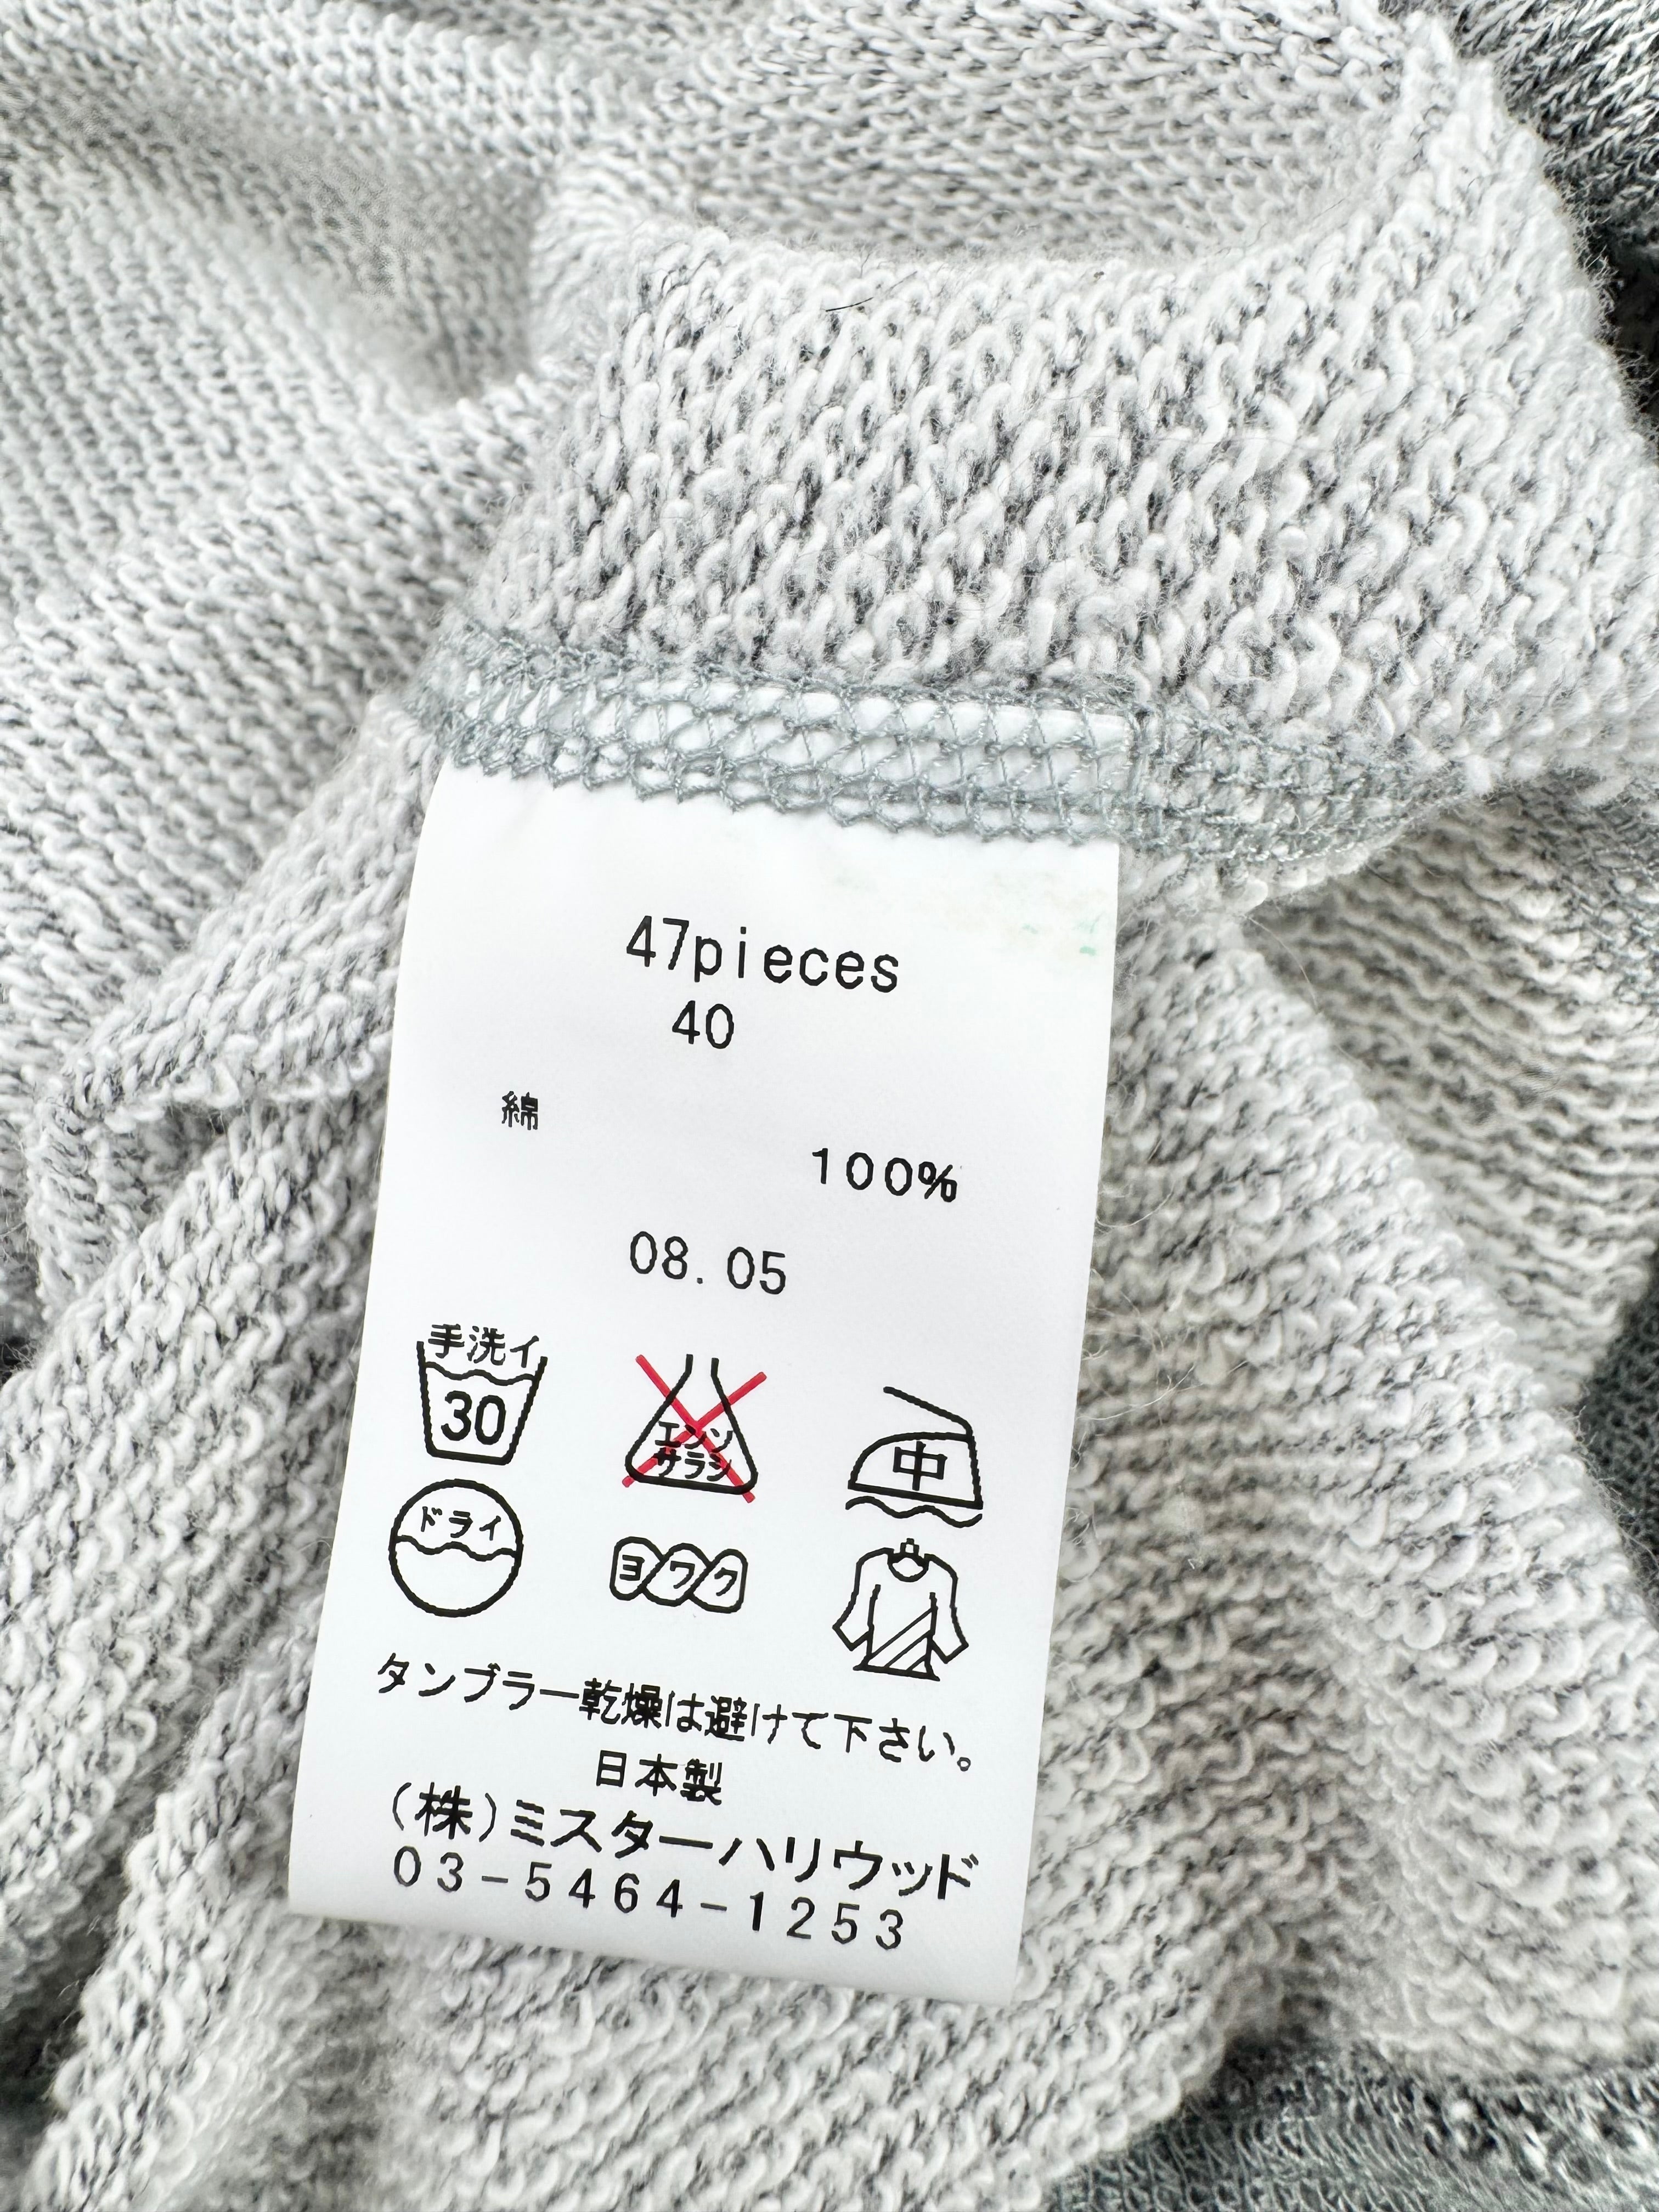 47pieces
40
綿
100%
08.05
手洗イ
30
エンソ
サラシ
中
ドライ
ヨワク
タンブラー乾燥は避けて下さい。
日本製
(株)ミスターハリウッド
03-5464-1253